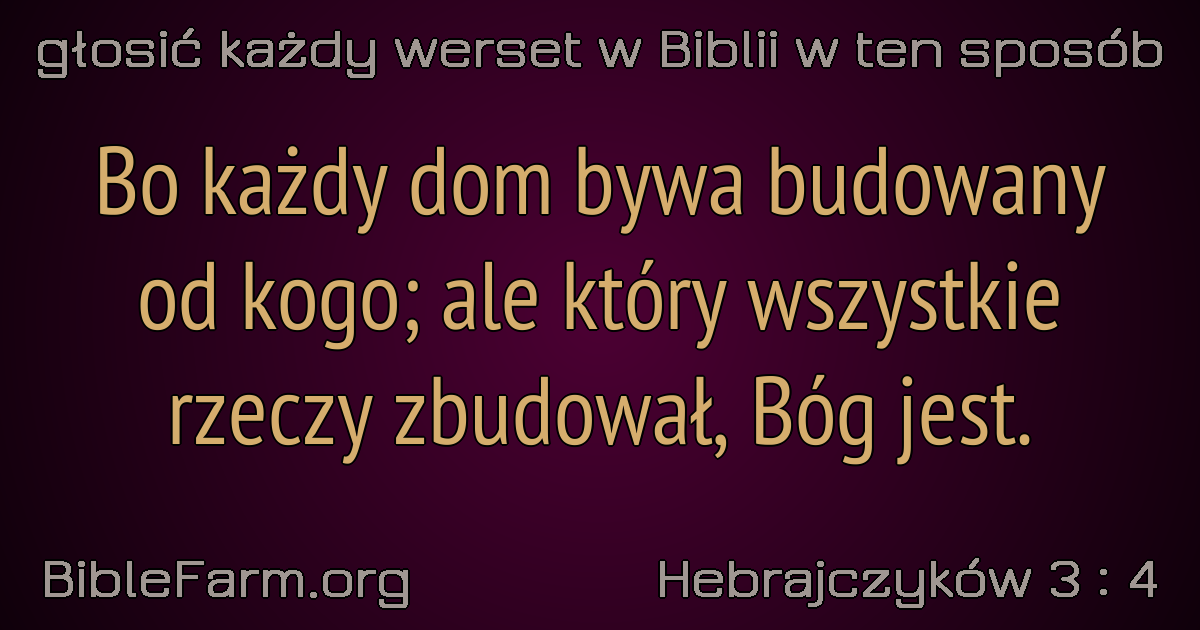 głosić każdy werset w Biblii w ten sposób
Bo każdy dom bywa budowany
od kogo; ale który wszystkie
rzeczy zbudował, Bóg jest.
BibleFarm.org
Hebrajczyków 3 : 4